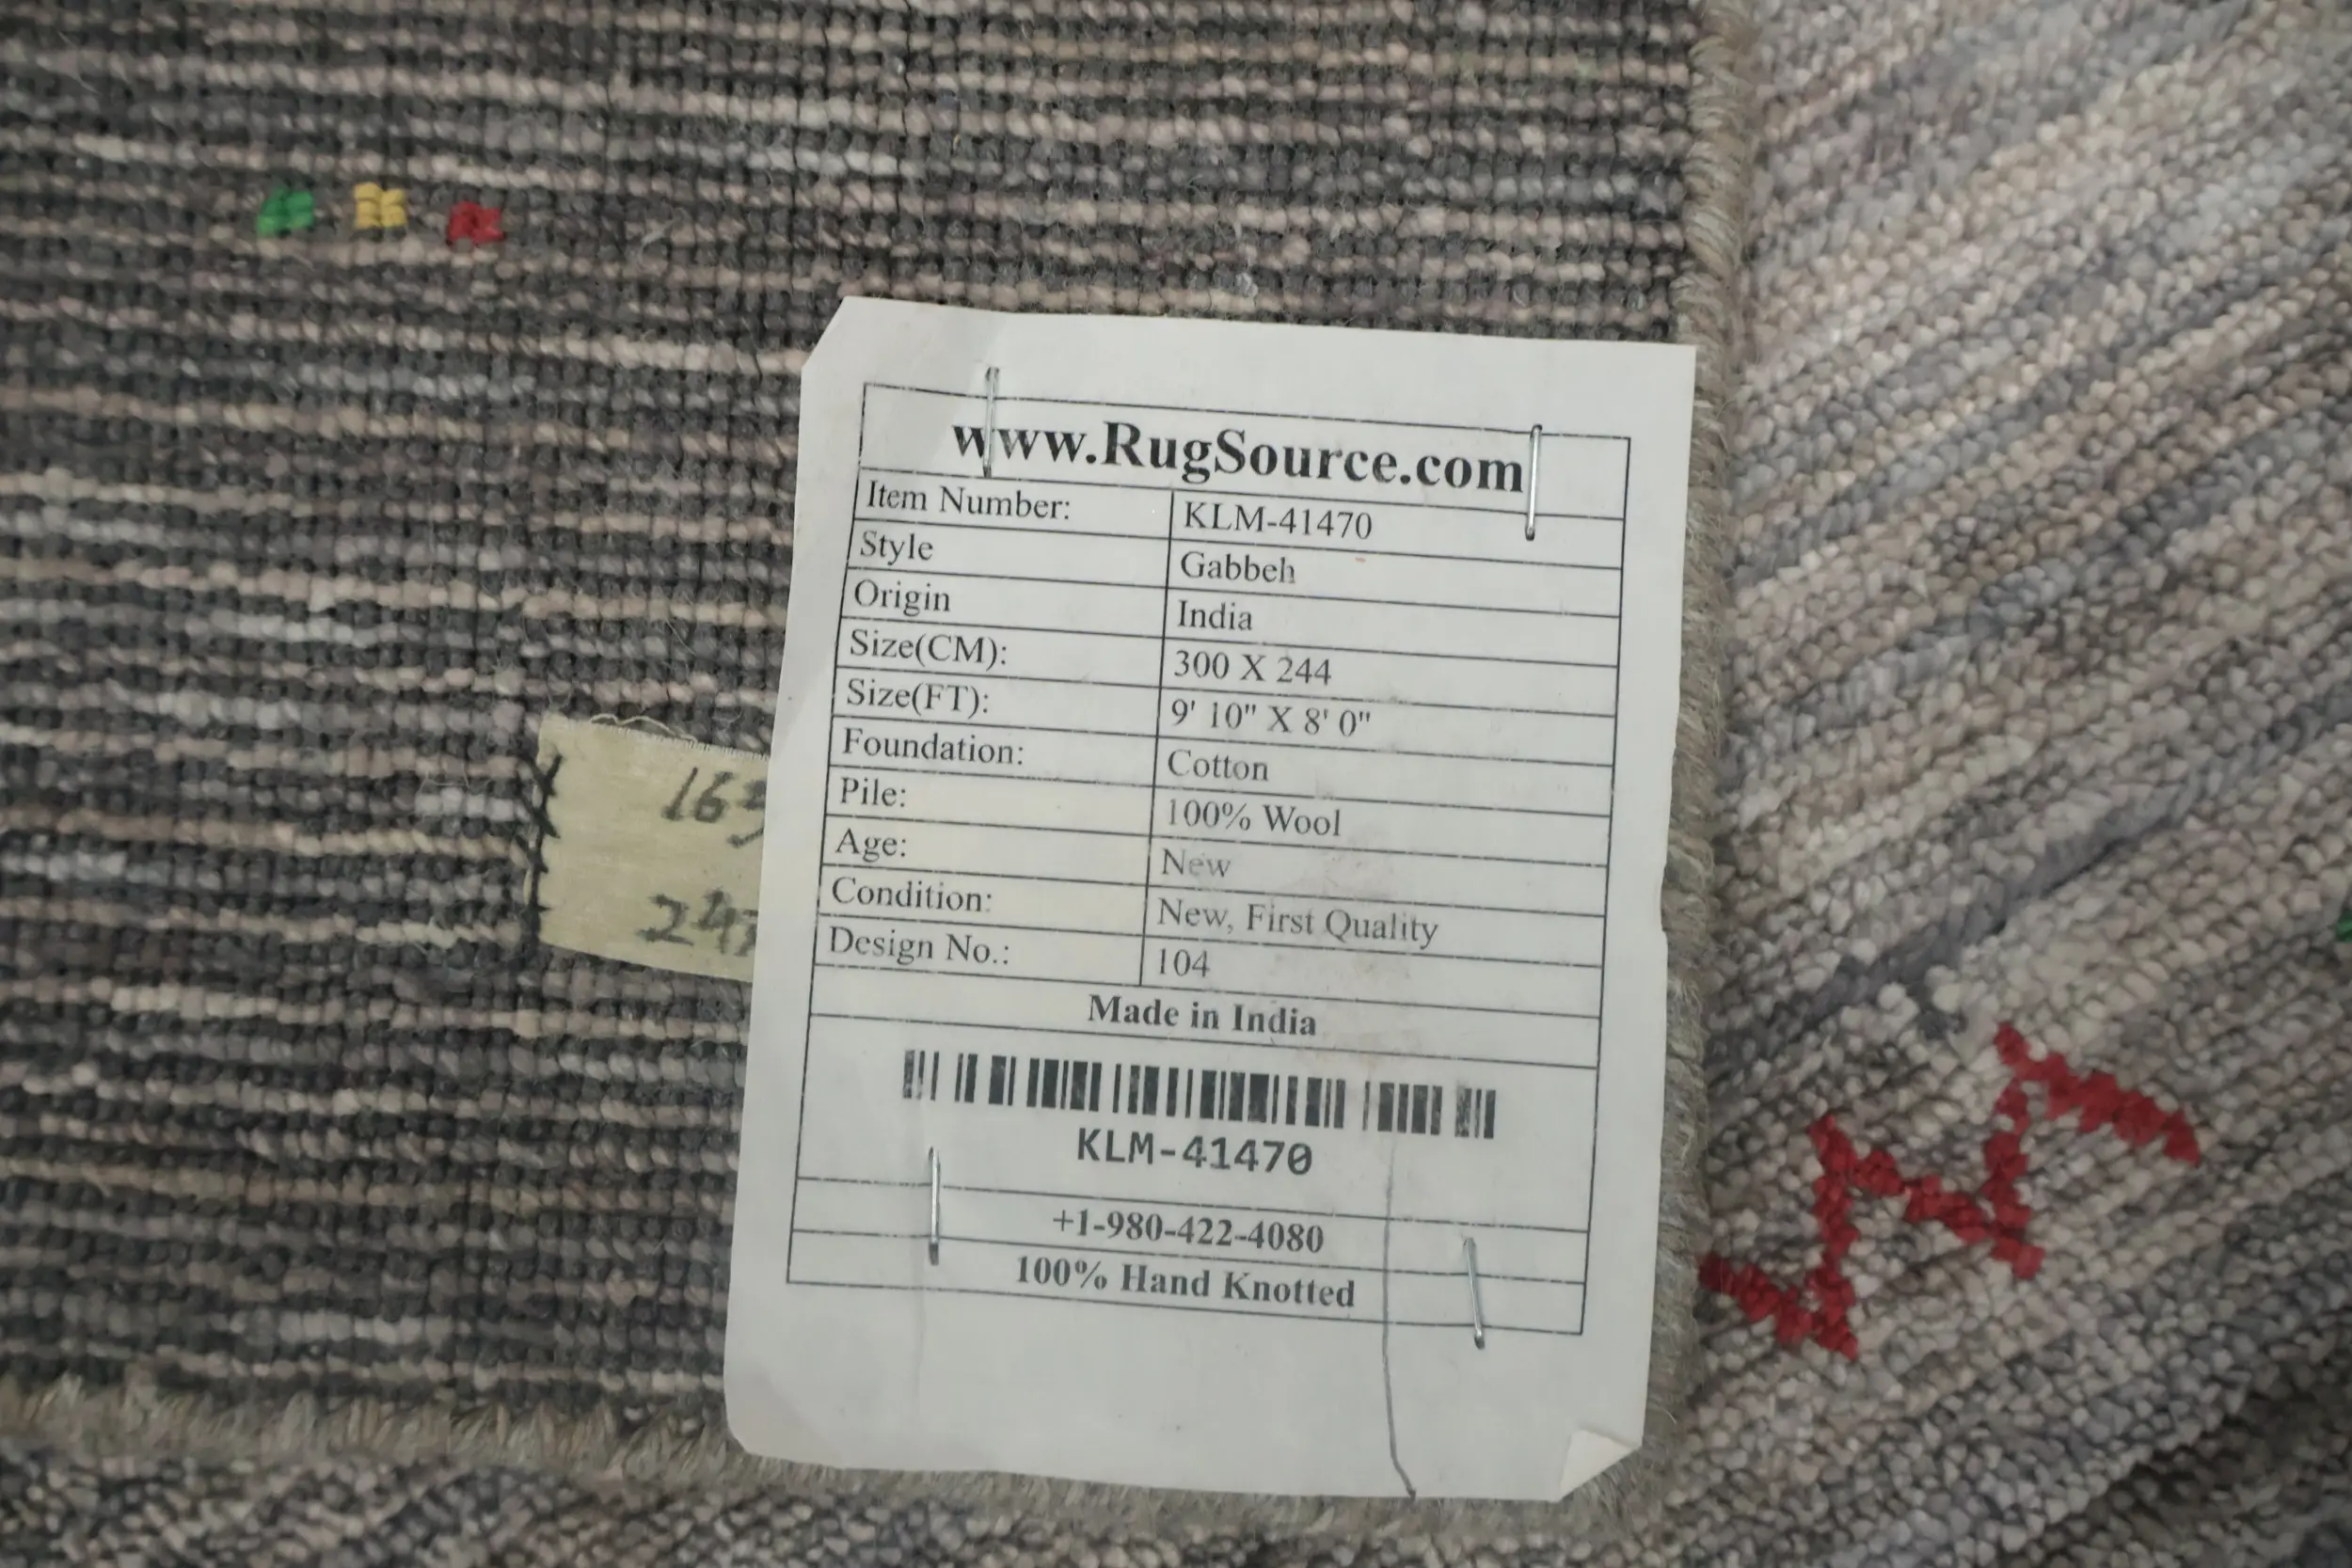 www.RugSource.com
Item Number: KLM-41470
Style Gabbeh
Origin India
Size(CM): 300 X 244
Size(FT): 9' 10" X 8' 0"
Foundation: Cotton
Pile: 100% Wool
Age: New
Condition: New, First Quality
Design No.: 104
Made in India
KLM-41470
+1-980-422-4080
100% Hand Knotted